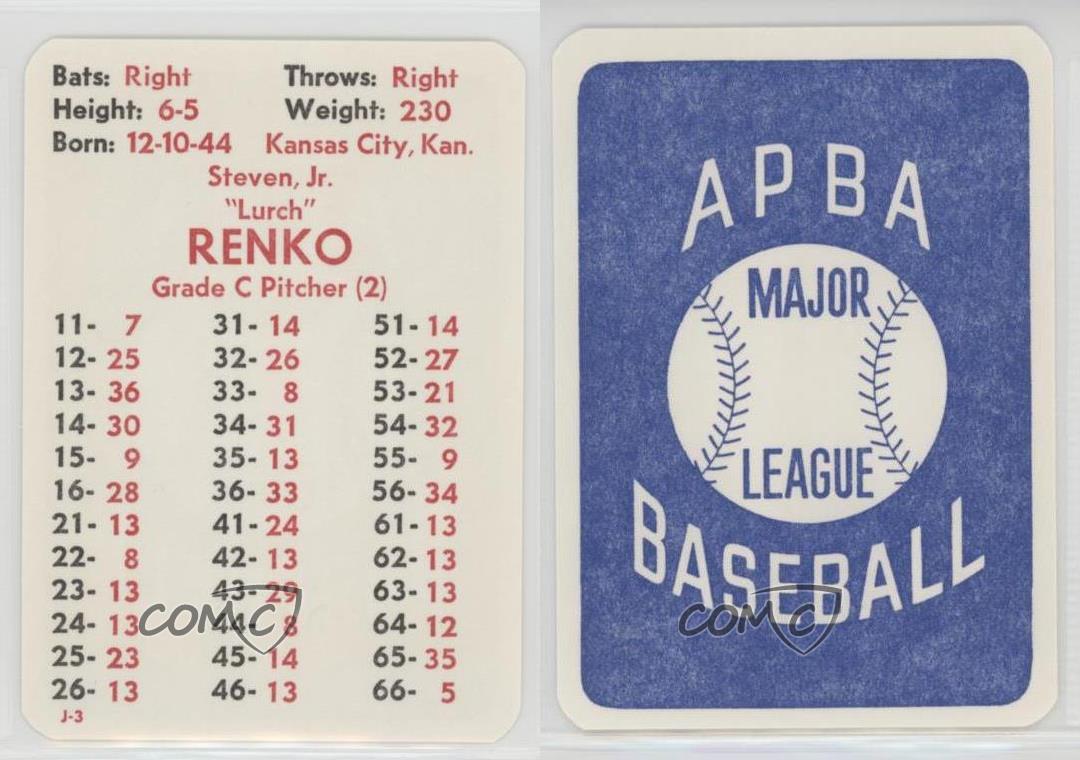 Bats: Right Throws: Right
Height: 6-5 Weight: 230
Born: 12-10-44 Kansas City, Kan.
Steven, Jr.
"Lurch"
RENKO
Grade C Pitcher (2)
11- 7 31- 14 51- 14
12- 25 32- 26 52- 27
13- 36 33- 8 53- 21
14- 30 34- 31 54- 32
15- 9 35- 13 55- 9
16- 28 36- 33 56- 34
21- 13 41- 24 61- 13
22- 8 42- 13 62- 13
23- 13 43- 29 63- 13
24- 13 44- 8 64- 12
25- 23 45- 14 65- 35
26- 13 46- 13 66- 5
J-3
COMC
APBA
MAJOR
LEAGUE
BASEBALL
COMC